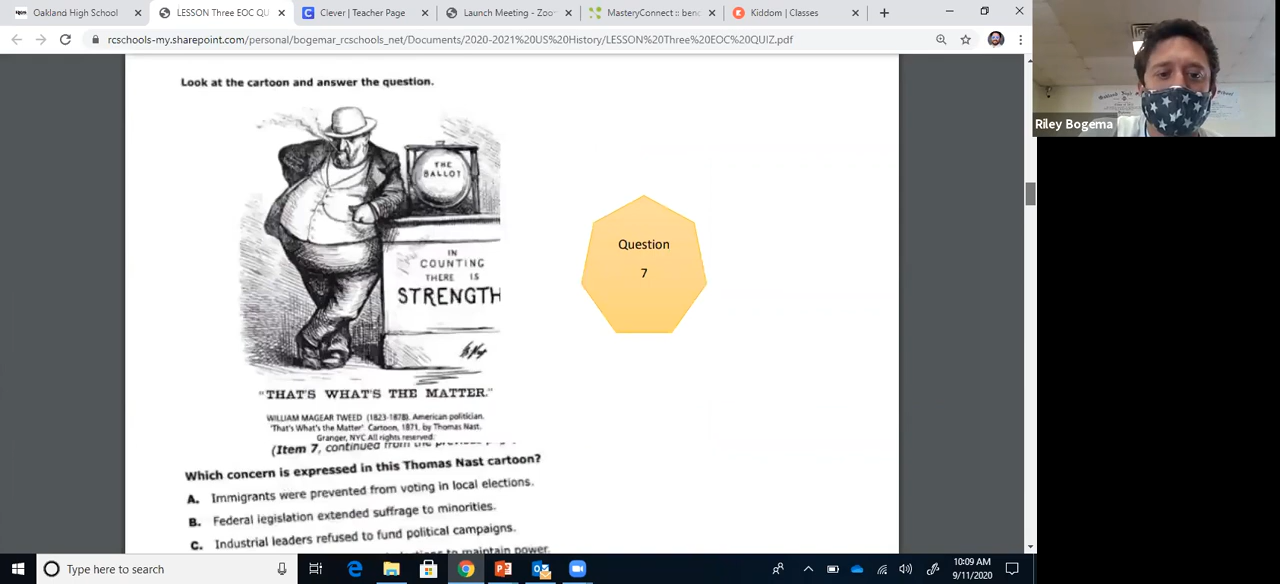 Oakland High School
LESSON Three EOC QU
Clever | Teacher Page
Launch Meeting - Zoo
MasteryConnect :: ben
Kiddom | Classes
rcschools-my.sharepoint.com/personal/bogemar_rcschools_net/Documents/2020-2021%20US%20History/LESSON%20Three%20EOC%20QUIZ.pdf
Riley Bogema
Look at the cartoon and answer the question.
THE
BALLOT
IN
COUNTING
THERE IS
STRENGTH
Question
7
"THAT'S WHAT'S THE MATTER."
WILLIAM MAGEAR TWEED (1823-1878). American politician.
'That's What's the Matter'. Cartoon, 1871, by Thomas Nast.
Granger, NYC All rights reserved.
(Item 7, continued from the previous
Which concern is expressed in this Thomas Nast cartoon?
A. Immigrants were prevented from voting in local elections.
B. Federal legislation extended suffrage to minorities.
C. Industrial leaders refused to fund political campaigns.
to maintain power.
Type here to search
10:09 AM
9/11/2020